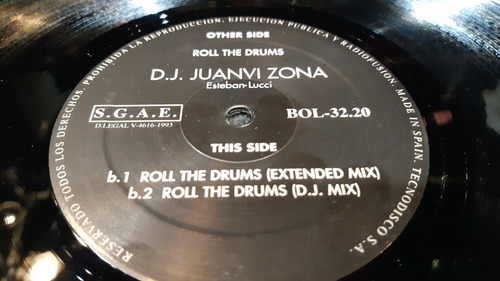 RESERVADO TODOS LOS DERECHOS. PROHIBIDA LA REPRODUCCION. EJECUCION PUBLICA Y RADIOFUSION. MADE IN SPAIN. TECNODISCO S.A.
OTHER SIDE
ROLL THE DRUMS
D.J. JUANVI ZONA
Esteban-Lucci
S.G.A.E.
D.LEGAL V-4616-1993
BOL-32.20
THIS SIDE
b.1 ROLL THE DRUMS (EXTENDED MIX)
b.2 ROLL THE DRUMS (D.J. MIX)